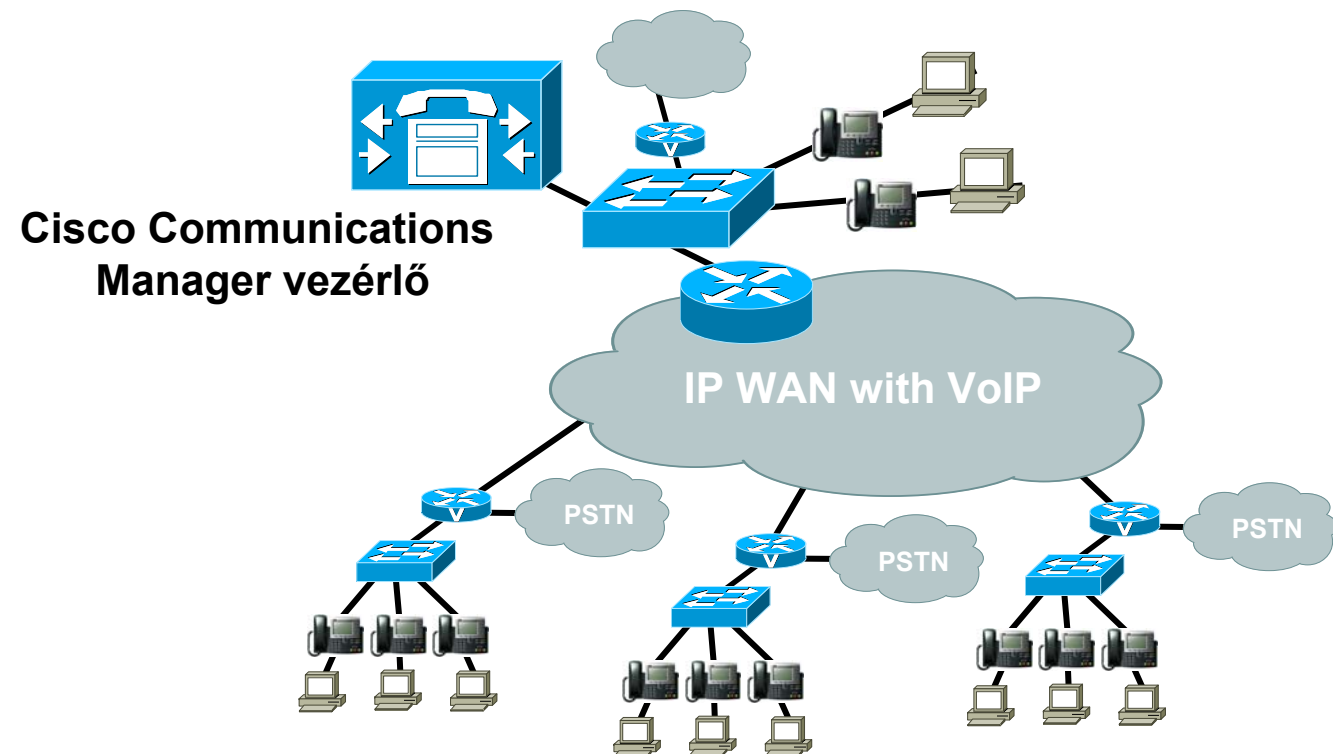 Cisco Communications
Manager vezérlő
IP WAN with VoIP
PSTN
PSTN
PSTN
V
V
V
V